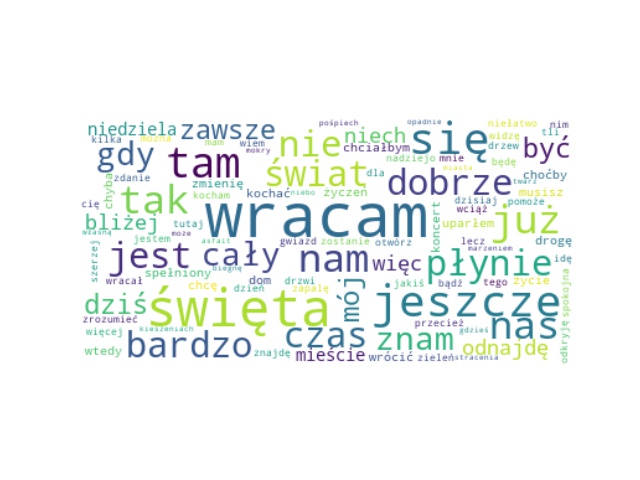 niedziela zawsze pośpiech opadnie niełatwo nim
kilka można mam wiem nie niech się widzę tli
gdy tam mokry chciałbym drzew być
zdanie zmienię świat dla nadzieją mnie będę choćby
chyba tak kocham kochać niebo życzeń dobrze miasta twarz musisz
cię bliżej tutaj wracam koncert dzisiaj pomoże
własną jestem asfalt gwiazd zostanie otwórz wciąż uparłem już
szerzej jest cały nam więc lecz marzeniem drogę
wracał spełniony biegnę płynie idę
chcę dzień dom drzwi jakiś bądź tego życie spokojna
dziś święta zapalę mój jeszcze
zrozumieć przecież gdzieś nas
więcej kieszeniach czas znam odkryję
wtedy bardzo znajdę mieście wrócić zieleń stracenia odnajdę
może